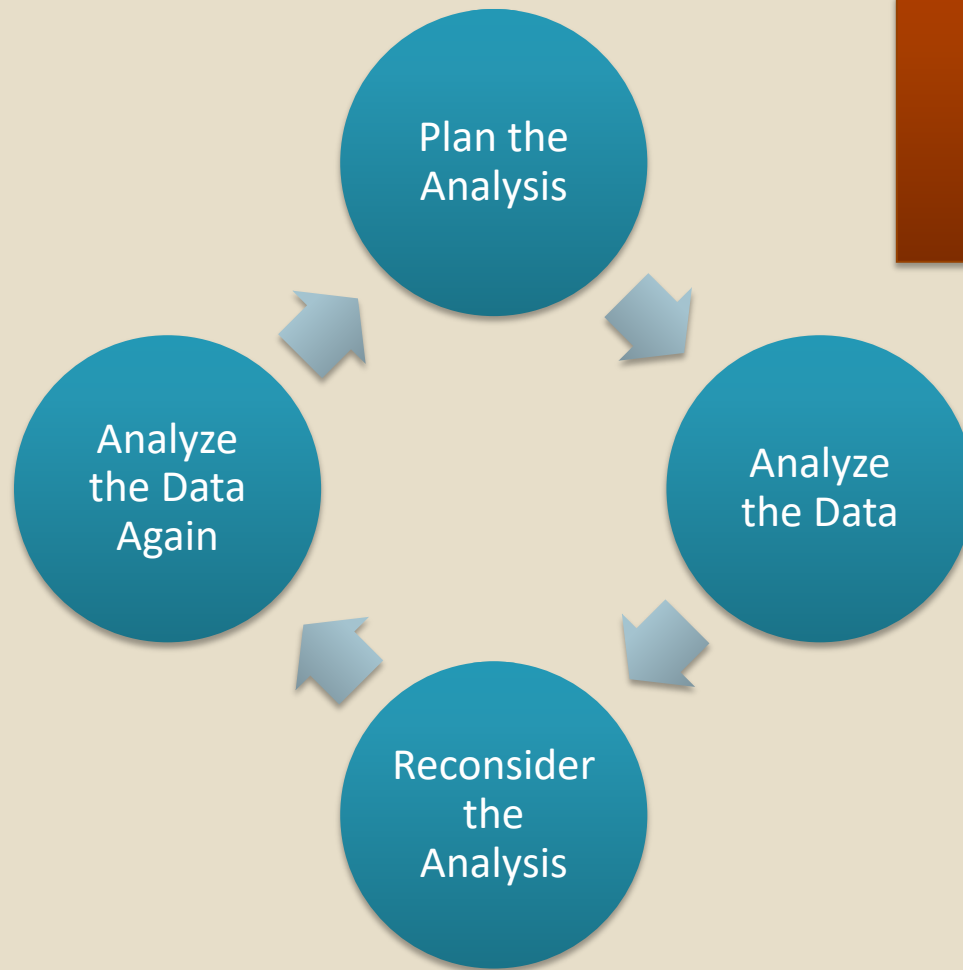 Plan the
Analysis
Analyze
the Data
Reconsider
the
Analysis
Analyze
the Data
Again